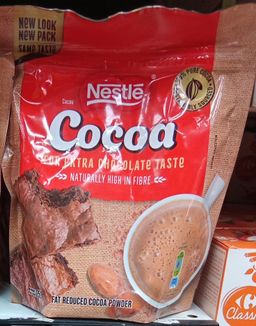 NEW LOOK
NEW PACK
SAME TASTE
Nestlé
Cocoa
FOR EXTRA CHOCOLATE TASTE
NATURALLY HIGH IN FIBRE
FAT REDUCED COCOA POWDER
Classi